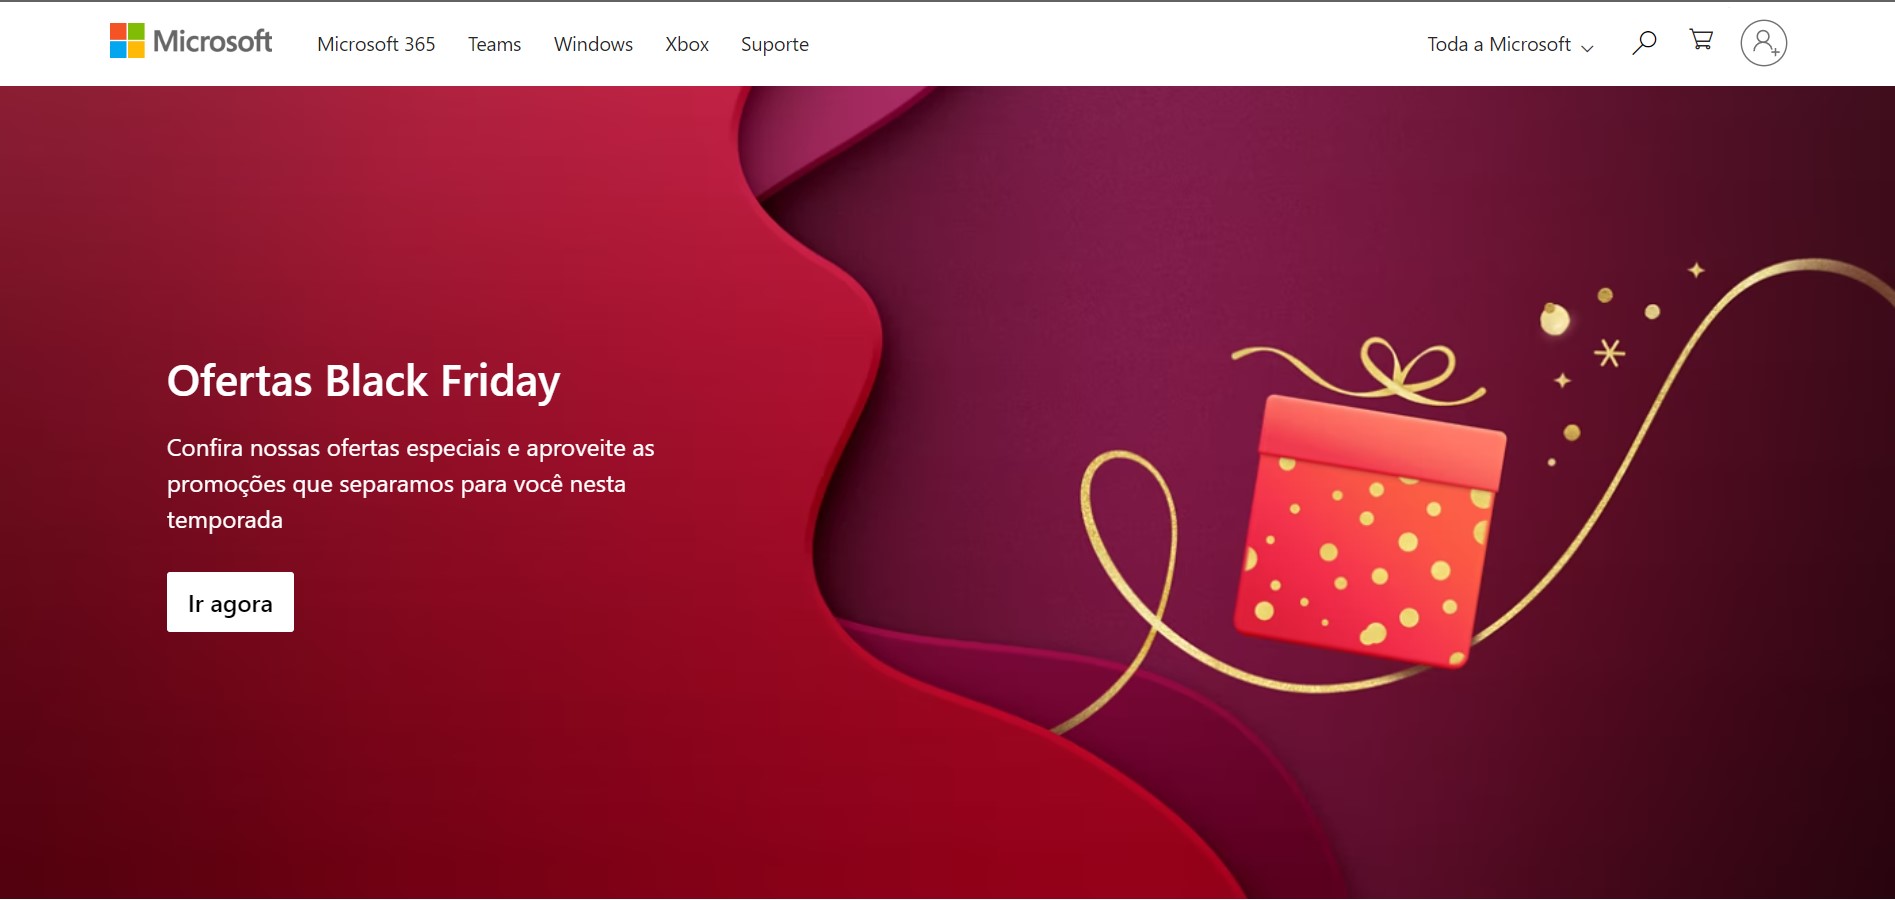 Microsoft
Microsoft 365 Teams Windows Xbox Suporte
Toda a Microsoft
Ofertas Black Friday
Confira nossas ofertas especiais e aproveite as
promoções que separamos para você nesta
temporada
Ir agora